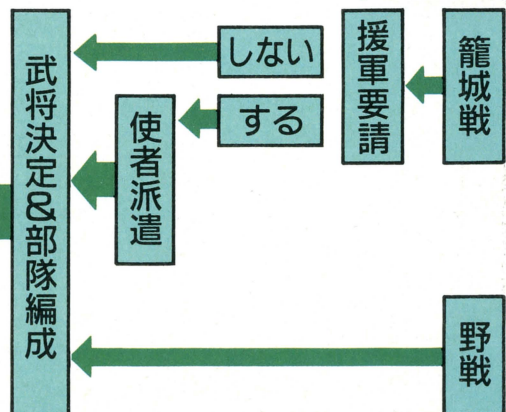 籠城戦
援軍要請
しない
する
使者派遣
野戦
武将決定&部隊編成